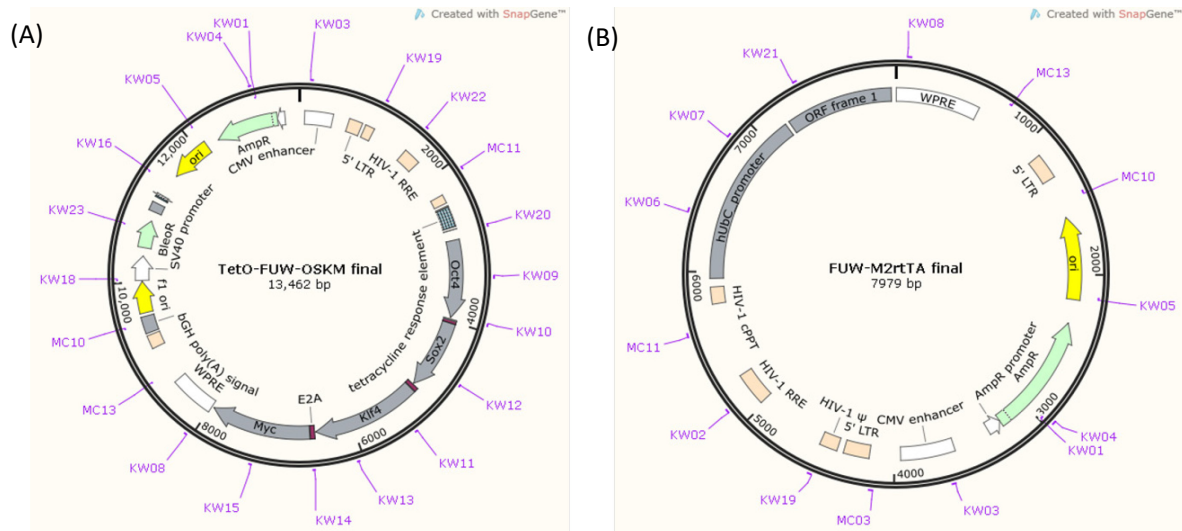 (A)
Created with SnapGene™
KW01
KW03
KW04
KW19
KW05
KW22
KW16
MC11
KW23
KW20
KW18
KW09
MC10
KW10
MC13
KW12
KW08
KW11
KW15
KW13
KW14
2000
4000
6000
8000
10,000
12,000
CMV enhancer
5' LTR
HIV-1 RRE
tetracycline response element
Oct4
Sox2
Klf4
E2A
Myc
WPRE
bGH poly(A) signal
f1 ori
SV40 promoter
BleoR
ori
AmpR
TetO-FUW-OSKM final
13,462 bp
(B)
Created with SnapGene™
KW08
KW21
MC13
KW07
MC10
KW06
KW05
MC11
KW04
KW01
KW02
KW03
KW19
MC03
1000
2000
3000
4000
5000
6000
7000
WPRE
5' LTR
ori
AmpR
AmpR promoter
CMV enhancer
5' LTR
HIV-1 Ψ
HIV-1 RRE
HIV-1 cPPT
hUbC promoter
ORF frame 1
FUW-M2rtTA final
7979 bp